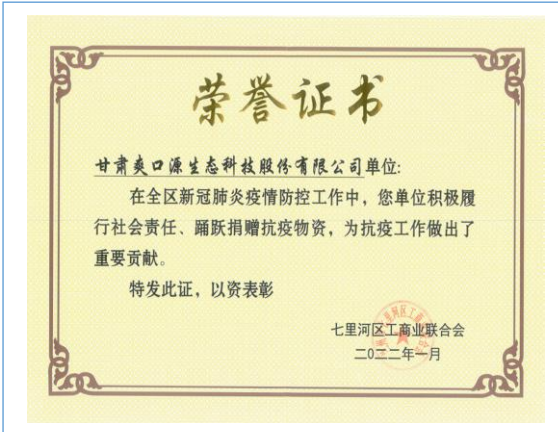 荣誉证书
甘肃爽口源生态科技股份有限公司单位:
在全区新冠肺炎疫情防控工作中，您单位积极履
行社会责任、踊跃捐赠抗疫物资，为抗疫工作做出了
重要贡献。
特发此证，以资表彰
七里河区工商业联合会
二〇二二年一月